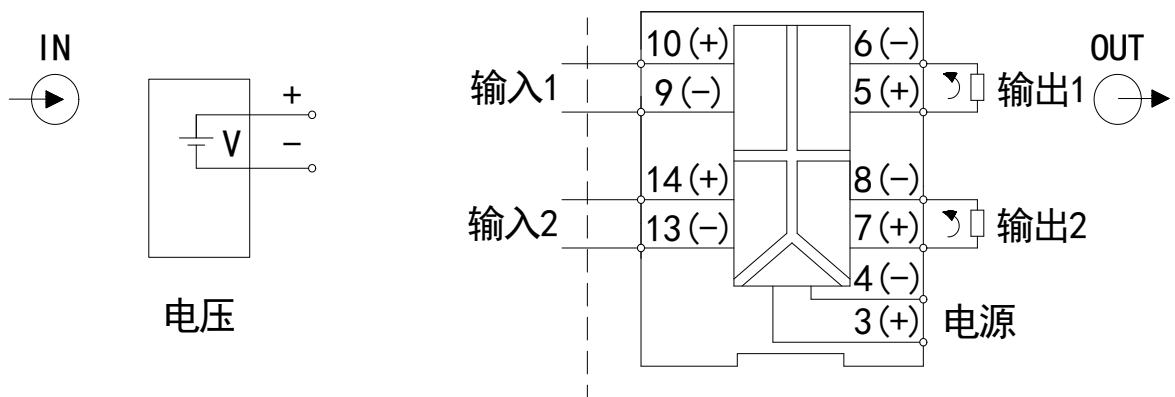 IN
+
V
-
电压
输入1
10(+)
9(-)
6(-)
5(+)
输出1
OUT
输入2
14(+)
13(-)
8(-)
7(+)
输出2
4(-)
3(+)
电源